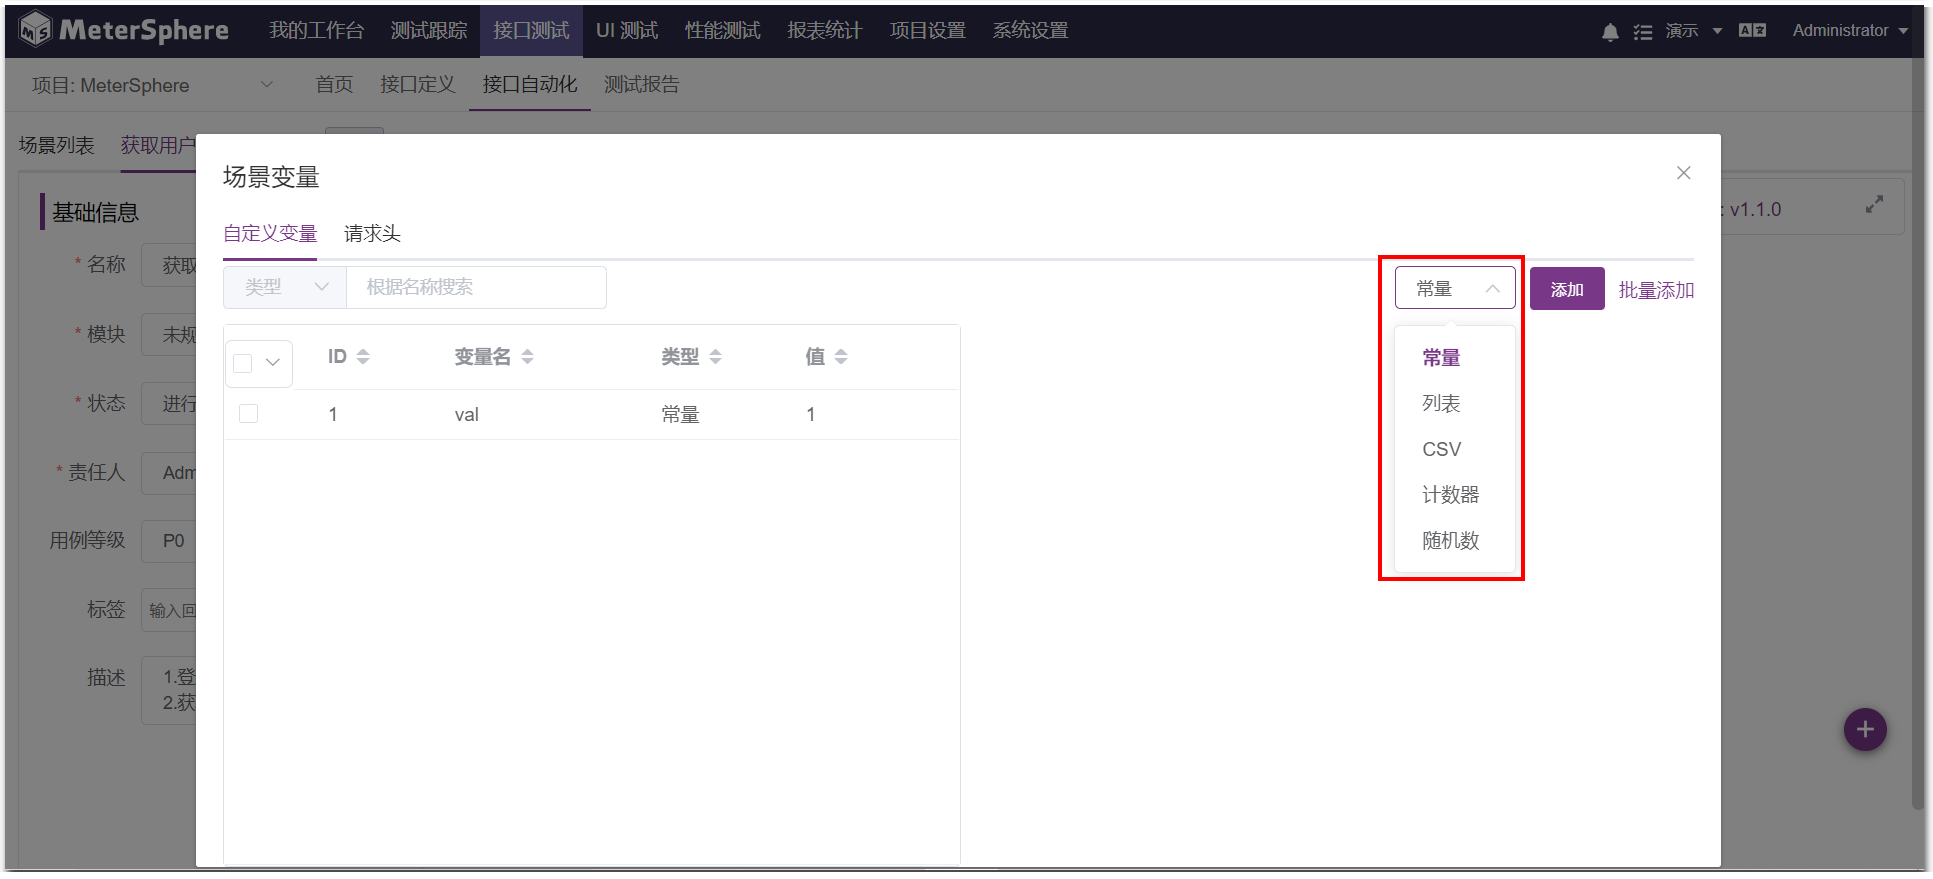 MeterSphere 我的工作台 测试跟踪 接口测试 UI 测试 性能测试 报表统计 项目设置 系统设置 演示 Administrator
项目: MeterSphere 首页 接口定义 接口自动化 测试报告
场景列表 获取用户
基础信息
: v1.1.0
* 名称 获取
* 模块 未规
* 状态 进行
* 责任人 Adm
用例等级 P0
标签 输入回
描述 1.登
2.获
场景变量
自定义变量 请求头
类型 根据名称搜索 常量 添加 批量添加
ID 变量名 类型 值
1 val 常量 1
常量
列表
CSV
计数器
随机数